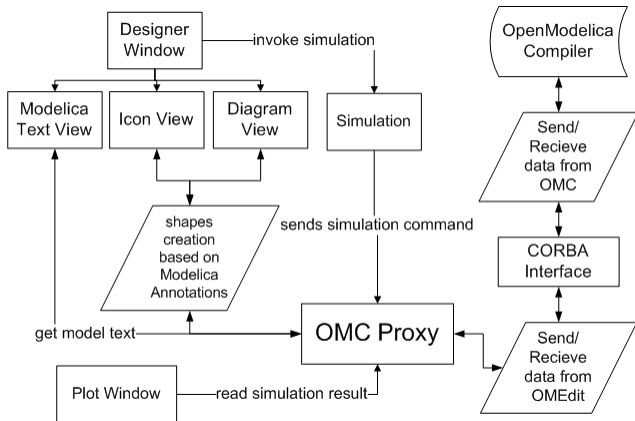 Designer
Window
invoke simulation
OpenModelica
Compiler
Modelica
Text View
Icon View
Diagram
View
Simulation
Send/
Recieve
data from
OMC
shapes
creation
based on
Modelica
Annotations
sends simulation command
CORBA
Interface
get model text
OMC Proxy
Send/
Recieve
data from
OMEdit
Plot Window
read simulation result